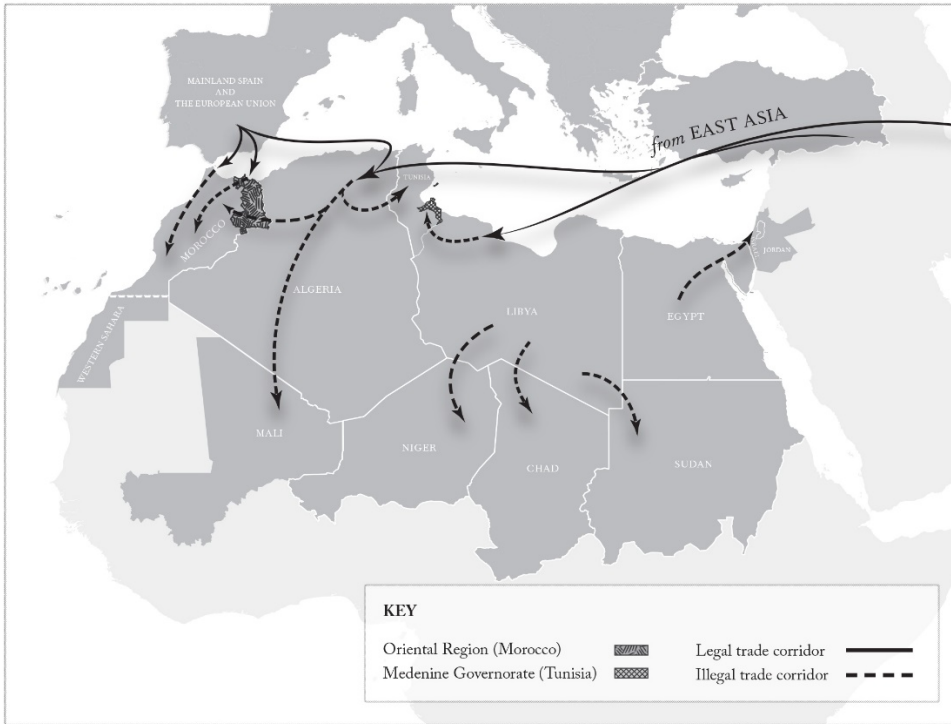 MAINLAND SPAIN
AND
THE EUROPEAN UNION
from EAST ASIA
TUNISIA
MOROCCO
JORDAN
ALGERIA
LIBYA
EGYPT
WESTERN SAHARA
MALI
NIGER
CHAD
SUDAN
KEY
Oriental Region (Morocco)
Legal trade corridor
Medenine Governorate (Tunisia)
Illegal trade corridor